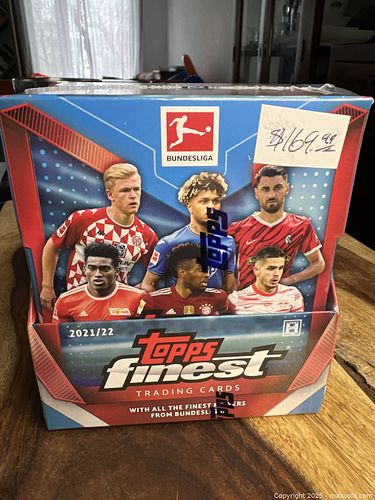 BUNDESLIGA
$169.99
topps
2021/22
topps
finest
TRADING CARDS
WITH ALL THE FINEST
FROM BUNDESLIGA
topps
Copyright 2025 - maxsold.com